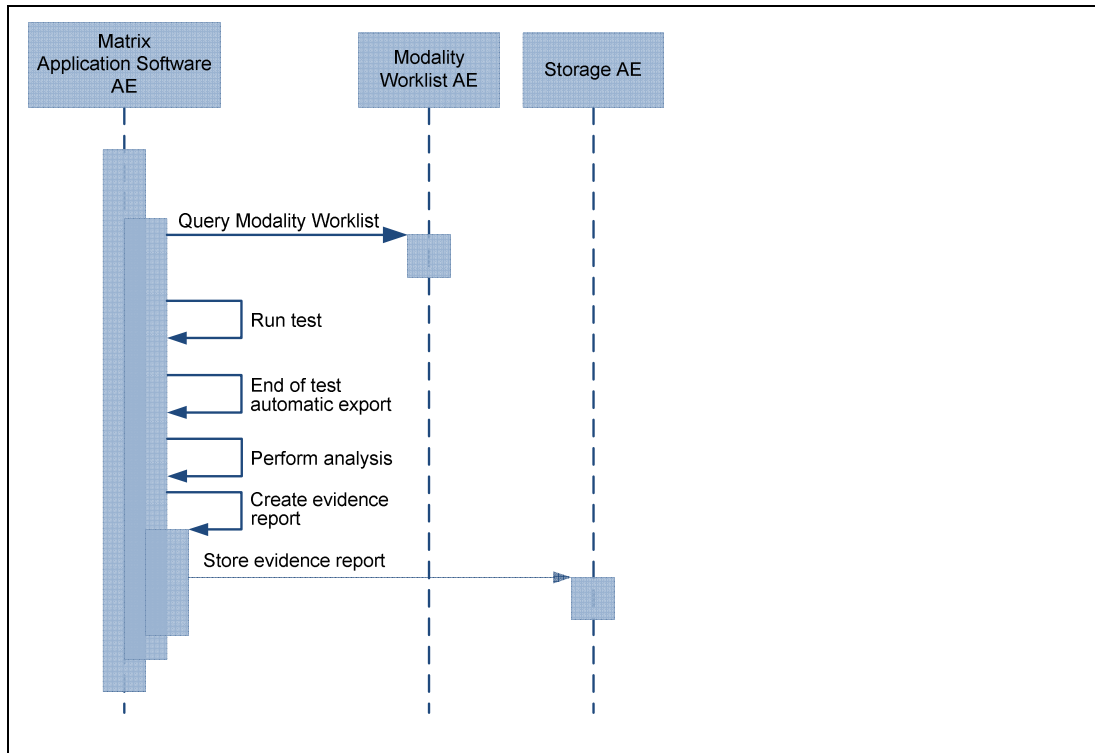 Matrix
Application Software
AE
Modality
Worklist AE
Storage AE
Query Modality Worklist
Run test
End of test
automatic export
Perform analysis
Create evidence
report
Store evidence report